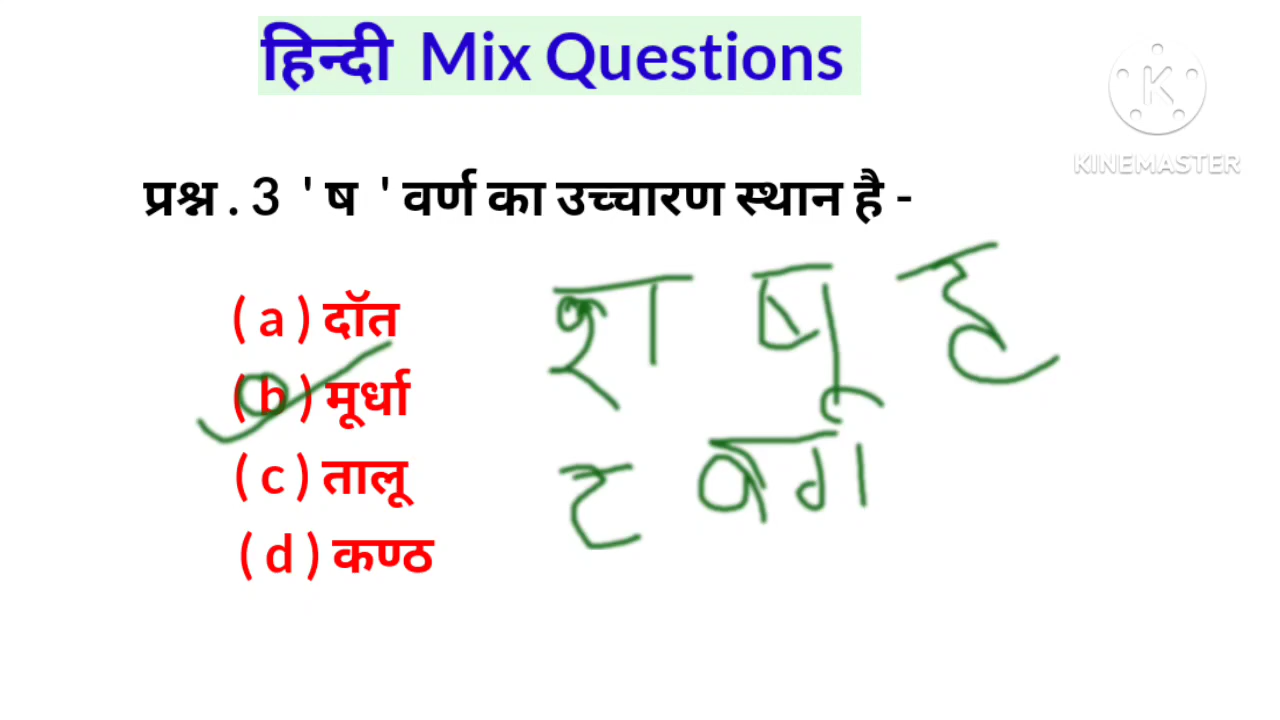 हिन्दी Mix Questions
K
KINEMASTER
प्रश्न . 3 ' ष ' वर्ण का उच्चारण स्थान है -
( a ) दाॅत
( b ) मूर्धा
( c ) तालू
( d ) कण्ठ
श ष ह
ट वर्ग